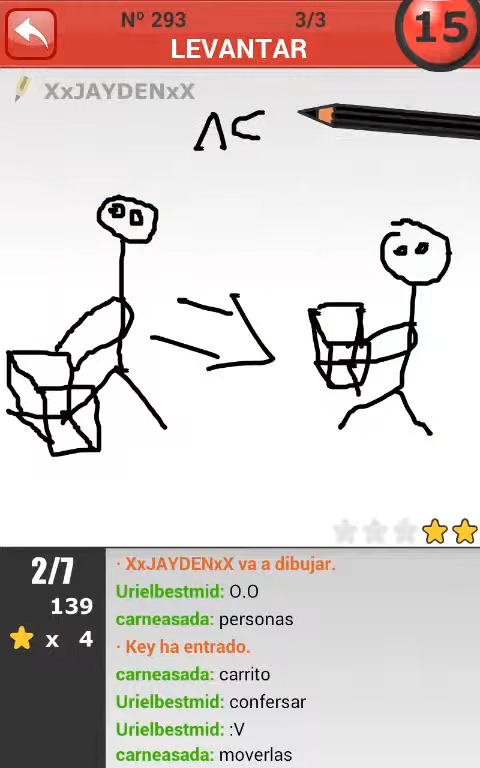 Nº 293 3/3 15
LEVANTAR
XxJAYDENxX
ΛC
2/7
139
x 4
· XxJAYDENxX va a dibujar.
Urielbestmid: O.O
carneasada: personas
· Key ha entrado.
carneasada: carrito
Urielbestmid: confersar
Urielbestmid: :V
carneasada: moverlas